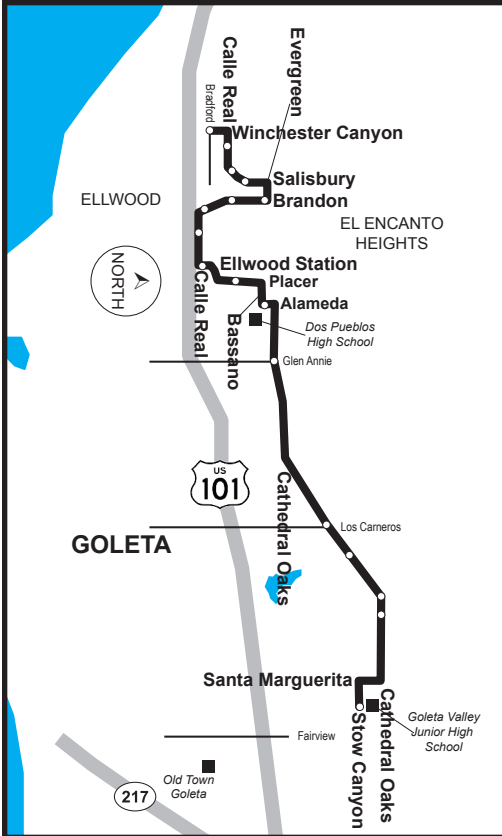 Evergreen
Calle Real
Bradford
Winchester Canyon
Salisbury
Brandon
ELLWOOD
EL ENCANTO
HEIGHTS
NORTH
Ellwood Station
Placer
Alameda
Calle Real
Bassano
Dos Pueblos
High School
Glen Annie
US
101
Cathedral Oaks
Los Carneros
GOLETA
Santa Marguerita
Cathedral Oaks
Stow Canyon
Goleta Valley
Junior High
School
Fairview
Old Town
Goleta
217